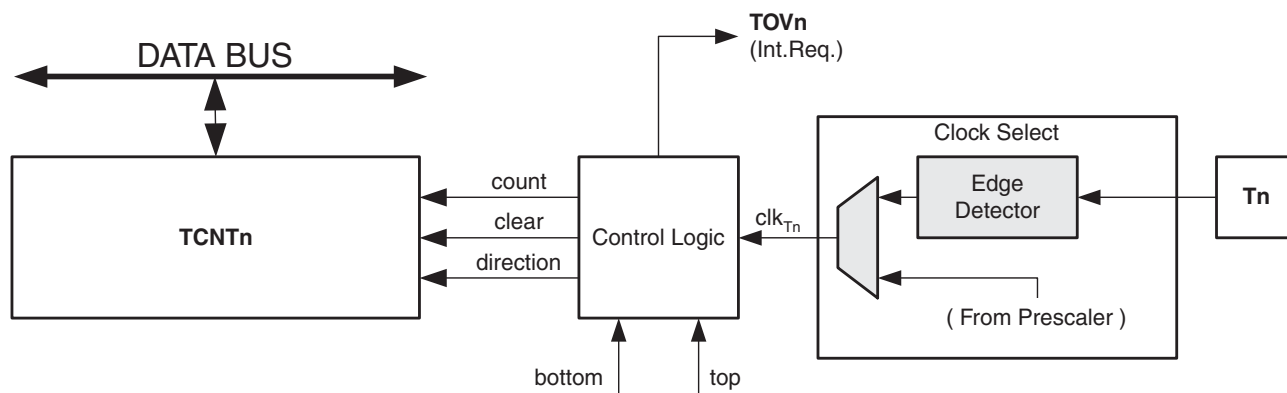 TOVn
(Int.Req.)
DATA BUS
Clock Select
Edge
Detector
Tn
count
clear
direction
TCNTn
Control Logic
clkTn
( From Prescaler )
bottom
top